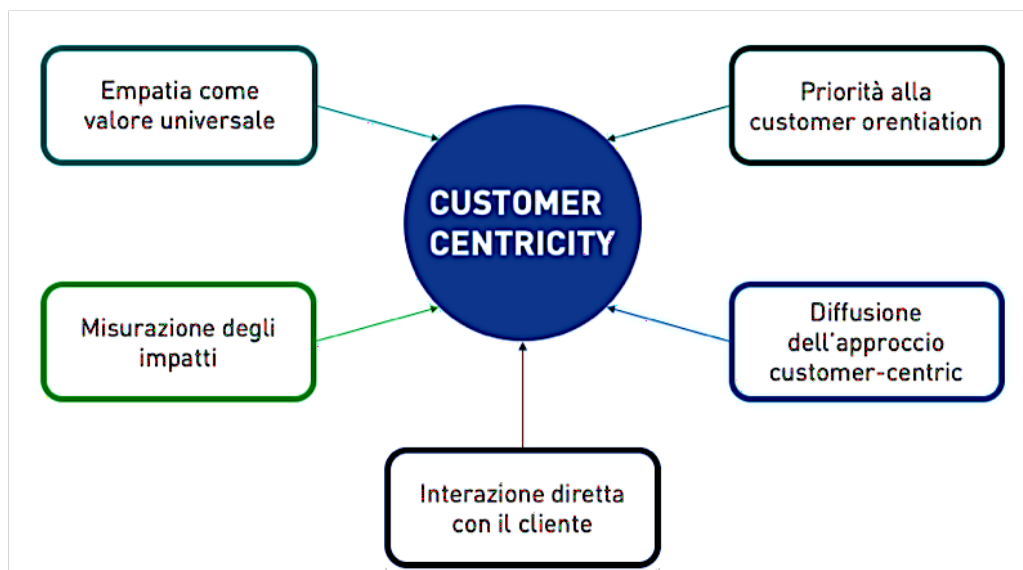 Empatia come
valore universale
Priorità alla
customer orentiation
CUSTOMER
CENTRICITY
Misurazione degli
impatti
Diffusione
dell'approccio
customer-centric
Interazione diretta
con il cliente